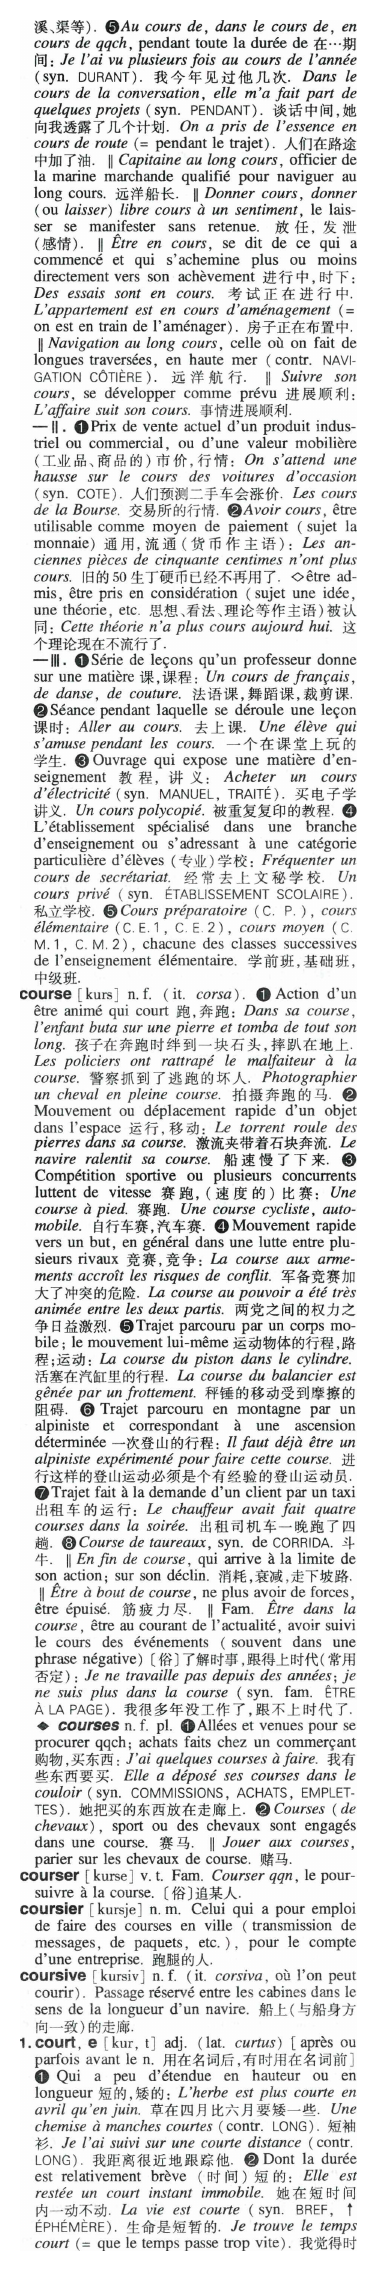 溪、渠等). ❺Au cours de, dans le cours de, en
cours de qqch, pendant toute la durée de 在…期
间: Je l'ai vu plusieurs fois au cours de l'année
(syn. DURANT). 我今年见过他几次. Dans le
cours de la conversation, elle m'a fait part de
quelques projets (syn. PENDANT). 谈话中间,她
向我透露了几个计划. On a pris de l'essence en
cours de route (= pendant le trajet). 人们在路途
中加了油. ‖ Capitaine au long cours, officier de
la marine marchande qualifié pour naviguer au
long cours. 远洋船长. ‖ Donner cours, donner
(ou laisser) libre cours à un sentiment, le lais-
ser se manifester sans retenue. 放任,发泄
(感情). ‖ Être en cours, se dit de ce qui a
commencé et qui s'achemine plus ou moins
directement vers son achèvement 进行中,时下:
Des essais sont en cours. 考试正在进行中.
L'appartement est en cours d'aménagement (=
on est en train de l'aménager). 房子正在布置中.
‖ Navigation au long cours, celle où on fait de
longues traversées, en haute mer (contr. NAVI-
GATION CÔTIÈRE). 远洋航行. ‖ Suivre son
cours, se développer comme prévu 进展顺利:
L'affaire suit son cours. 事情进展顺利.
—Ⅱ. ❶Prix de vente actuel d'un produit indus-
triel ou commercial, ou d'une valeur mobilière
(工业品、商品的)市价,行情: On s'attend une
hausse sur le cours des voitures d'occasion
(syn. COTE). 人们预测二手车会涨价. Les cours
de la Bourse. 交易所的行情. ❷Avoir cours, être
utilisable comme moyen de paiement (sujet la
monnaie) 通用,流通(货币作主语): Les an-
ciennes pièces de cinquante centimes n'ont plus
cours. 旧的50生丁硬币已经不再用了. ◇être ad-
mis, être pris en considération (sujet une idée,
une théorie, etc. 思想、看法、理论等作主语)被认
同: Cette théorie n'a plus cours aujourd hui. 这
个理论现在不流行了.
—Ⅲ. ❶Série de leçons qu'un professeur donne
sur une matière 课,课程: Un cours de français,
de danse, de couture. 法语课,舞蹈课,裁剪课.
❷Séance pendant laquelle se déroule une leçon
课时: Aller au cours. 去上课. Une élève qui
s'amuse pendant les cours. 一个在课堂上玩的
学生. ❸Ouvrage qui expose une matière d'en-
seignement 教程,讲义: Acheter un cours
d'électricité (syn. MANUEL, TRAITÉ). 买电子学
讲义. Un cours polycopié. 被重复复印的教程. ❹
L'établissement spécialisé dans une branche
d'enseignement ou s'adressant à une catégorie
particulière d'élèves (专业)学校: Fréquenter un
cours de secrétariat. 经常去上文秘学校. Un
cours privé (syn. ÉTABLISSEMENT SCOLAIRE).
私立学校. ❺Cours préparatoire (C. P.), cours
élémentaire (C.E.1, C.E.2), cours moyen (C.
M.1, C.M.2), chacune des classes successives
de l'enseignement élémentaire. 学前班,基础班,
中级班.
course [kurs] n.f. (it. corsa). ❶ Action d'un
être animé qui court 跑,奔跑: Dans sa course,
l'enfant buta sur une pierre et tomba de tout son
long. 孩子在奔跑时绊到一块石头,摔趴在地上.
Les policiers ont rattrapé le malfaiteur à la
course. 警察抓到了逃跑的坏人. Photographier
un cheval en pleine course. 拍摄奔跑的马. ❷
Mouvement ou déplacement rapide d'un objet
dans l'espace 运行,移动: Le torrent roule des
pierres dans sa course. 激流夹带着石块奔流. Le
navire ralentit sa course. 船速慢了下来. ❸
Compétition sportive ou plusieurs concurrents
luttent de vitesse 赛跑,(速度的)比赛: Une
course à pied. 赛跑. Une course cycliste, auto-
mobile. 自行车赛,汽车赛. ❹Mouvement rapide
vers un but, en général dans une lutte entre plu-
sieurs rivaux 竞赛,竞争: La course aux arme-
ments accroît les risques de conflit. 军备竞赛加
大了冲突的危险. La course au pouvoir a été très
animée entre les deux partis. 两党之间的权力之
争日益激烈. ❺Trajet parcouru par un corps mo-
bile; le mouvement lui-même 运动物体的行程,路
程;运动: La course du piston dans le cylindre.
活塞在汽缸里的行程. La course du balancier est
gênée par un frottement. 秤锤的移动受到摩擦的
阻碍. ❻ Trajet parcouru en montagne par un
alpiniste et correspondant à une ascension
déterminée 一次登山的行程: Il faut déjà être un
alpiniste expérimenté pour faire cette course. 进
行这样的登山运动必须是个有经验的登山运动员.
❼Trajet fait à la demande d'un client par un taxi
出租车的运行: Le chauffeur avait fait quatre
courses dans la soirée. 出租司机车一晚跑了四
趟. ❽Course de taureaux, syn. de CORRIDA. 斗
牛. ‖ En fin de course, qui arrive à la limite de
son action; sur son déclin. 消耗,衰减,走下坡路.
‖ Être à bout de course, ne plus avoir de forces,
être épuisé. 筋疲力尽. ‖ Fam. Être dans la
course, être au courant de l'actualité, avoir suivi
le cours des événements (souvent dans une
phrase négative)〔俗〕了解时事,跟得上时代(常用
否定): Je ne travaille pas depuis des années; je
ne suis plus dans la course (syn. fam. ÊTRE
À LA PAGE). 我很多年没工作了,跟不上时代了.
◆ courses n. f. pl. ❶Allées et venues pour se
procurer qqch; achats faits chez un commerçant
购物,买东西: J'ai quelques courses à faire. 我有
些东西要买. Elle a déposé ses courses dans le
couloir (syn. COMMISSIONS, ACHATS, EMPLET-
TES). 她把买的东西放在走廊上. ❷Courses (de
chevaux), sport ou des chevaux sont engagés
dans une course. 赛马. ‖ Jouer aux courses,
parier sur les chevaux de course. 赌马.
courser [kurse] v. t. Fam. Courser qqn, le pour-
suivre à la course. 〔俗〕追某人.
coursier [kursje] n. m. Celui qui a pour emploi
de faire des courses en ville (transmission de
messages, de paquets, etc.), pour le compte
d'une entreprise. 跑腿的人.
coursive [kursiv] n. f. (it. corsiva, où l'on peut
courir). Passage réservé entre les cabines dans le
sens de la longueur d'un navire. 船上(与船身方
向一致)的走廊.
1. court, e [kur, t] adj. (lat. curtus) [après ou
parfois avant le n. 用在名词后,有时用在名词前]
❶ Qui a peu d'étendue en hauteur ou en
longueur 短的,矮的: L'herbe est plus courte en
avril qu'en juin. 草在四月比六月要矮一些. Une
chemise à manches courtes (contr. LONG). 短袖
衫. Je l'ai suivi sur une courte distance (contr.
LONG). 我距离很近地跟踪他. ❷Dont la durée
est relativement brève (时间)短的: Elle est
restée un court instant immobile. 她在短时间
内一动不动. La vie est courte (syn. BREF, ↑
ÉPHÉMÈRE). 生命是短暂的. Je trouve le temps
court (= que le temps passe trop vite). 我觉得时